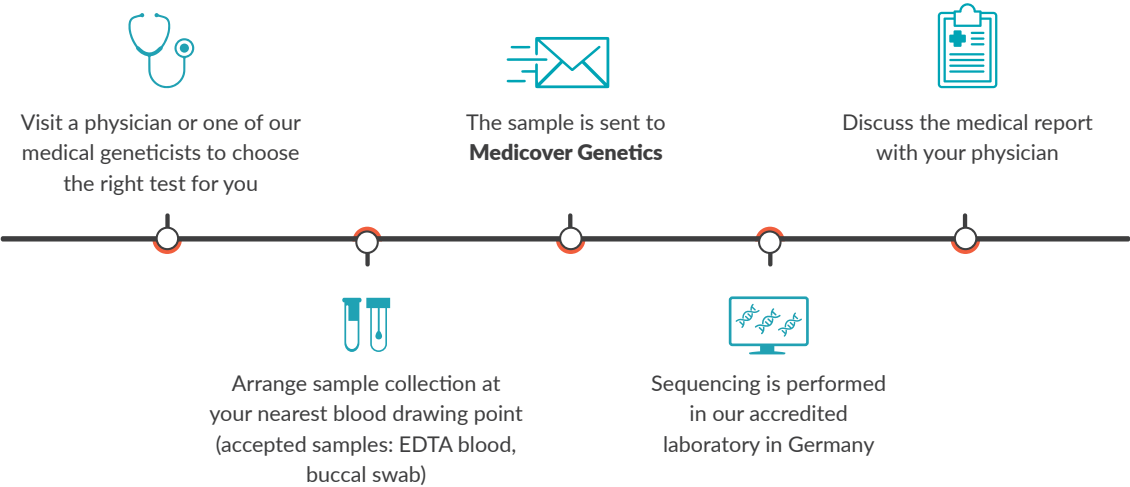 Visit a physician or one of our
medical geneticists to choose
the right test for you
Arrange sample collection at
your nearest blood drawing point
(accepted samples: EDTA blood,
buccal swab)
The sample is sent to
Medicover Genetics
Sequencing is performed
in our accredited
laboratory in Germany
Discuss the medical report
with your physician